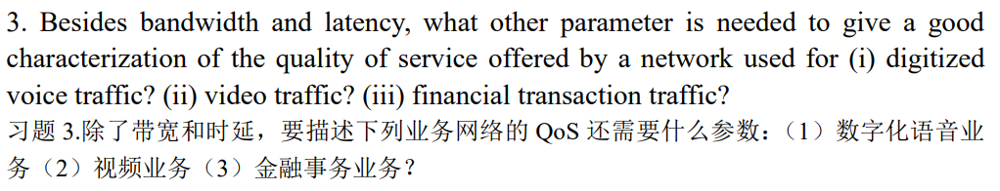 3. Besides bandwidth and latency, what other parameter is needed to give a good
characterization of the quality of service offered by a network used for (i) digitized
voice traffic? (ii) video traffic? (iii) financial transaction traffic?
习题 3.除了带宽和时延，要描述下列业务网络的 QoS 还需要什么参数：（1）数字化语音业
务（2）视频业务（3）金融事务业务？